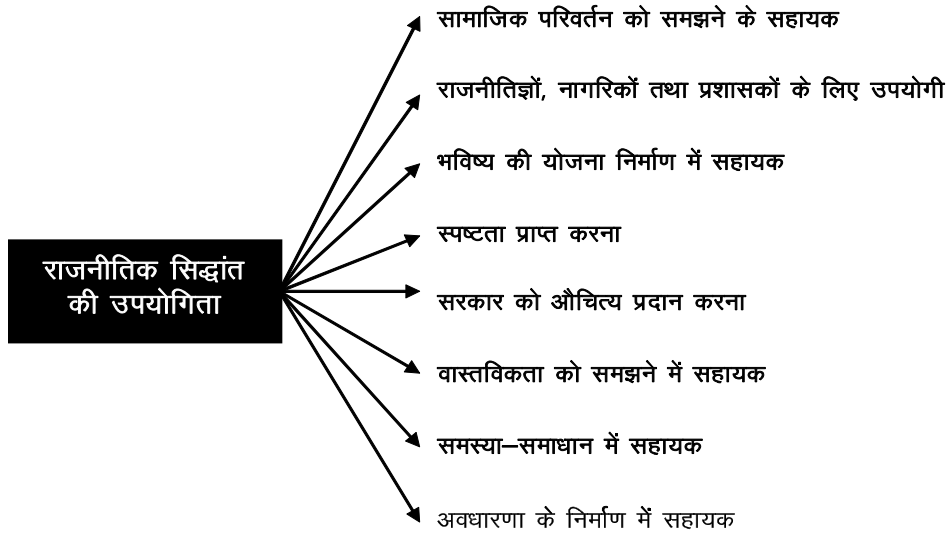 सामाजिक परिवर्तन को समझने के सहायक
राजनीतिज्ञों, नागरिकों तथा प्रशासकों के लिए उपयोगी
भविष्य की योजना निर्माण में सहायक
स्पष्टता प्राप्त करना
राजनीतिक सिद्धांत
की उपयोगिता
सरकार को औचित्य प्रदान करना
वास्तविकता को समझने में सहायक
समस्या–समाधान में सहायक
अवधारणा के निर्माण में सहायक